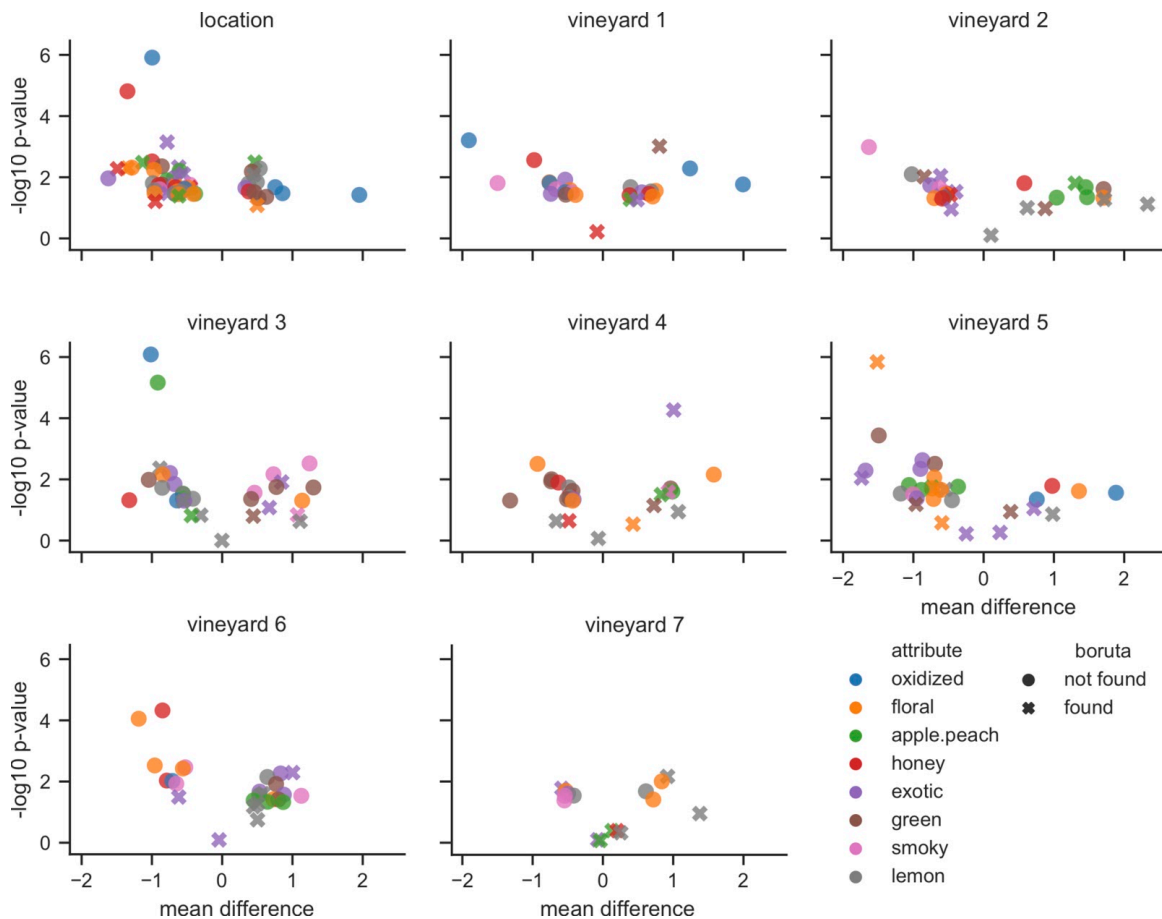 location
vineyard 1
vineyard 2
-log10 p-value
6
4
2
0
vineyard 3
vineyard 4
vineyard 5
-log10 p-value
6
4
2
0
−2 −1 0 1 2
mean difference
vineyard 6
vineyard 7
-log10 p-value
6
4
2
0
−2 −1 0 1 2
mean difference
−2 −1 0 1 2
mean difference
attribute
oxidized
floral
apple.peach
honey
exotic
green
smoky
lemon
boruta
not found
found